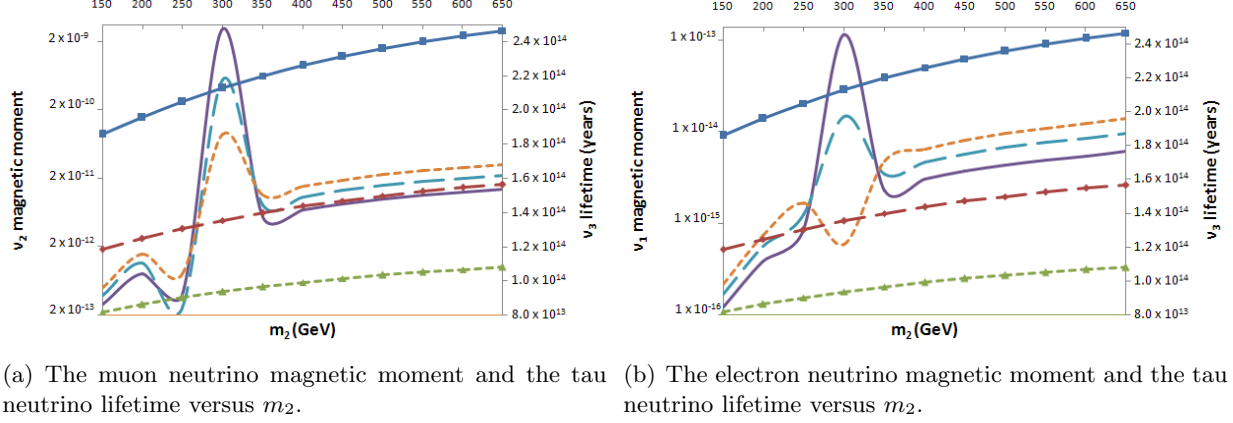 150 200 250 300 350 400 450 500 550 600 650
2 x 10⁻⁹
2 x 10⁻¹⁰
2 x 10⁻¹¹
2 x 10⁻¹²
2 x 10⁻¹³
ν₂ magnetic moment
2.4 x 10¹⁴
2.2 x 10¹⁴
2.0 x 10¹⁴
1.8 x 10¹⁴
1.6 x 10¹⁴
1.4 x 10¹⁴
1.2 x 10¹⁴
1.0 x 10¹⁴
8.0 x 10¹³
ν₃ lifetime (years)
m₂(GeV)
(a) The muon neutrino magnetic moment and the tau
neutrino lifetime versus m₂.
150 200 250 300 350 400 450 500 550 600 650
1 x 10⁻¹³
1 x 10⁻¹⁴
1 x 10⁻¹⁵
1 x 10⁻¹⁶
ν₁ magnetic moment
2.4 x 10¹⁴
2.2 x 10¹⁴
2.0 x 10¹⁴
1.8 x 10¹⁴
1.6 x 10¹⁴
1.4 x 10¹⁴
1.2 x 10¹⁴
1.0 x 10¹⁴
8.0 x 10¹³
ν₃ lifetime (years)
m₂(GeV)
(b) The electron neutrino magnetic moment and the tau
neutrino lifetime versus m₂.